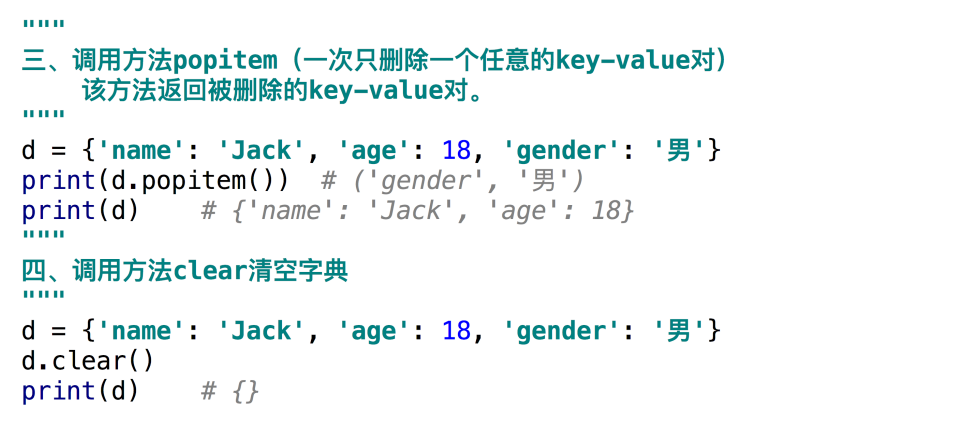 """
三、调用方法popitem（一次只删除一个任意的key-value对）
    该方法返回被删除的key-value对。
"""
d = {'name': 'Jack', 'age': 18, 'gender': '男'}
print(d.popitem())  # ('gender', '男')
print(d)    # {'name': 'Jack', 'age': 18}
"""
四、调用方法clear清空字典
"""
d = {'name': 'Jack', 'age': 18, 'gender': '男'}
d.clear()
print(d)    # {}